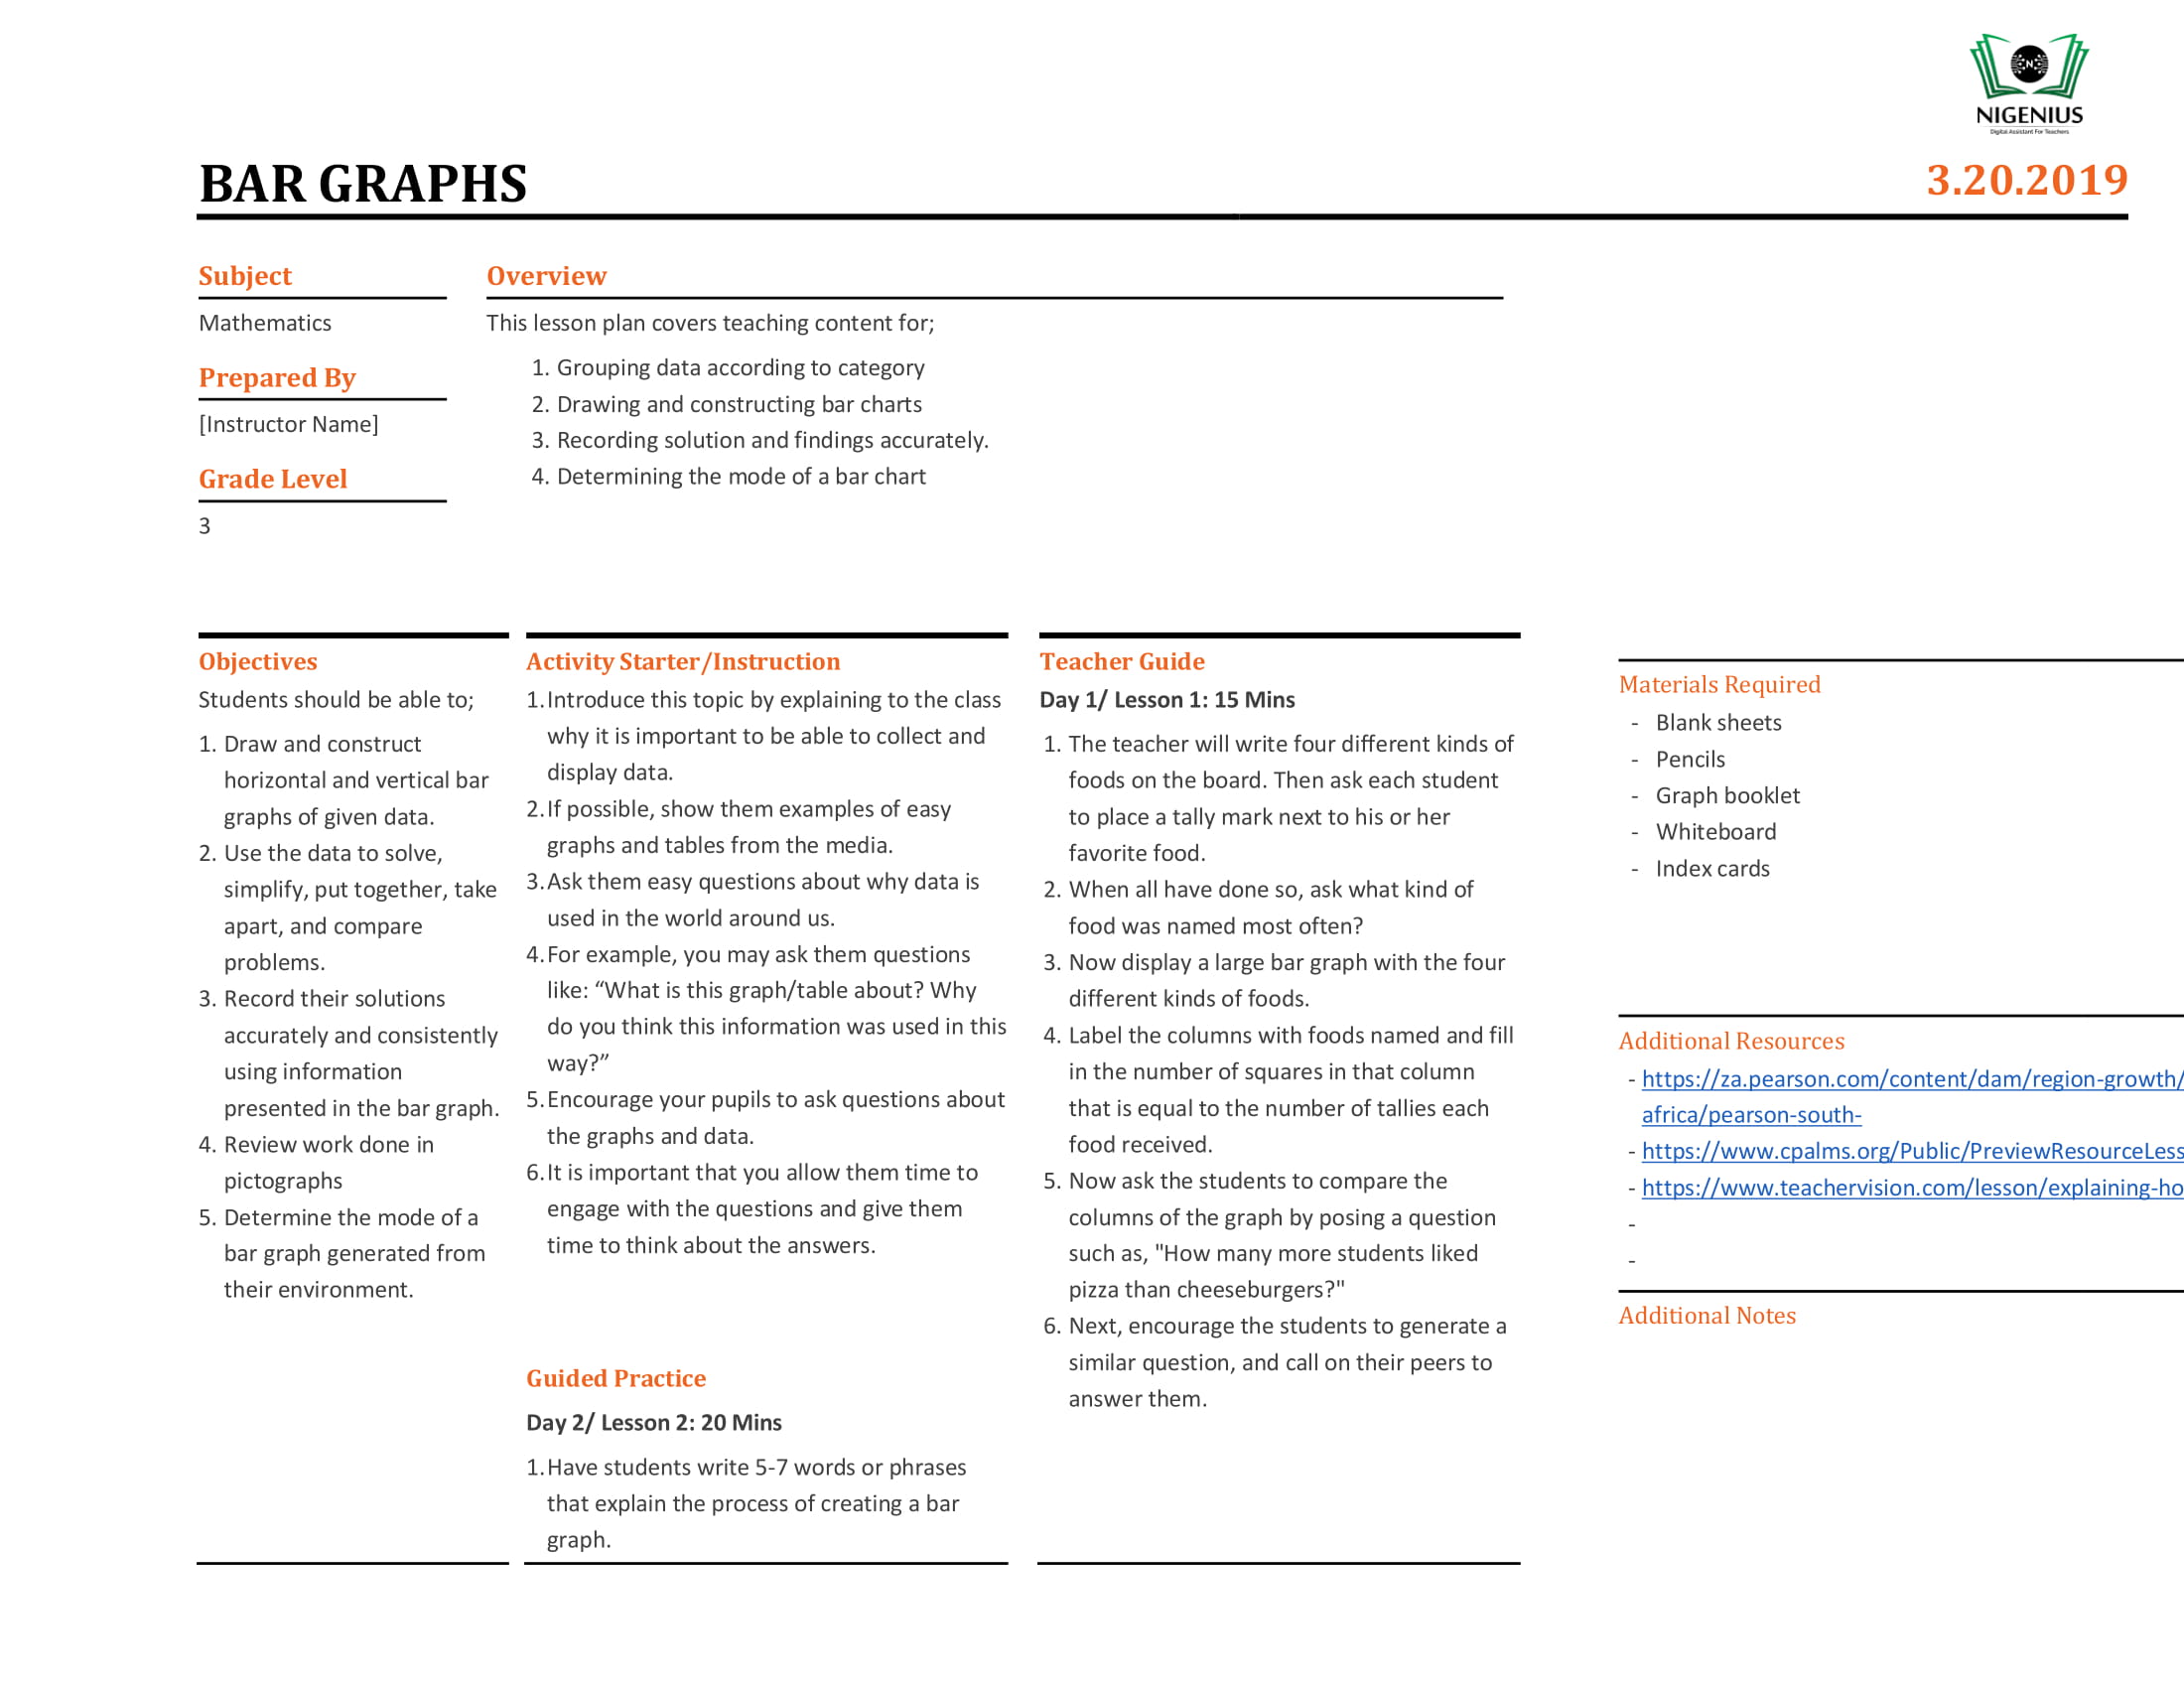 NIGENIUS
Digital Assistant For Teachers
BAR GRAPHS
3.20.2019
Subject
Mathematics
Prepared By
[Instructor Name]
Grade Level
3
Overview
This lesson plan covers teaching content for;
1. Grouping data according to category
2. Drawing and constructing bar charts
3. Recording solution and findings accurately.
4. Determining the mode of a bar chart
Objectives
Students should be able to;
1. Draw and construct
horizontal and vertical bar
graphs of given data.
2. Use the data to solve,
simplify, put together, take
apart, and compare
problems.
3. Record their solutions
accurately and consistently
using information
presented in the bar graph.
4. Review work done in
pictographs
5. Determine the mode of a
bar graph generated from
their environment.
Activity Starter/Instruction
1. Introduce this topic by explaining to the class
why it is important to be able to collect and
display data.
2. If possible, show them examples of easy
graphs and tables from the media.
3. Ask them easy questions about why data is
used in the world around us.
4. For example, you may ask them questions
like: “What is this graph/table about? Why
do you think this information was used in this
way?”
5. Encourage your pupils to ask questions about
the graphs and data.
6. It is important that you allow them time to
engage with the questions and give them
time to think about the answers.
Guided Practice
Day 2/ Lesson 2: 20 Mins
1. Have students write 5-7 words or phrases
that explain the process of creating a bar
graph.
Teacher Guide
Day 1/ Lesson 1: 15 Mins
1. The teacher will write four different kinds of
foods on the board. Then ask each student
to place a tally mark next to his or her
favorite food.
2. When all have done so, ask what kind of
food was named most often?
3. Now display a large bar graph with the four
different kinds of foods.
4. Label the columns with foods named and fill
in the number of squares in that column
that is equal to the number of tallies each
food received.
5. Now ask the students to compare the
columns of the graph by posing a question
such as, "How many more students liked
pizza than cheeseburgers?"
6. Next, encourage the students to generate a
similar question, and call on their peers to
answer them.
Materials Required
- Blank sheets
- Pencils
- Graph booklet
- Whiteboard
- Index cards
Additional Resources
- https://za.pearson.com/content/dam/region-growth/
africa/pearson-south-
- https://www.cpalms.org/Public/PreviewResourceLess
- https://www.teachervision.com/lesson/explaining-ho
-
-
Additional Notes